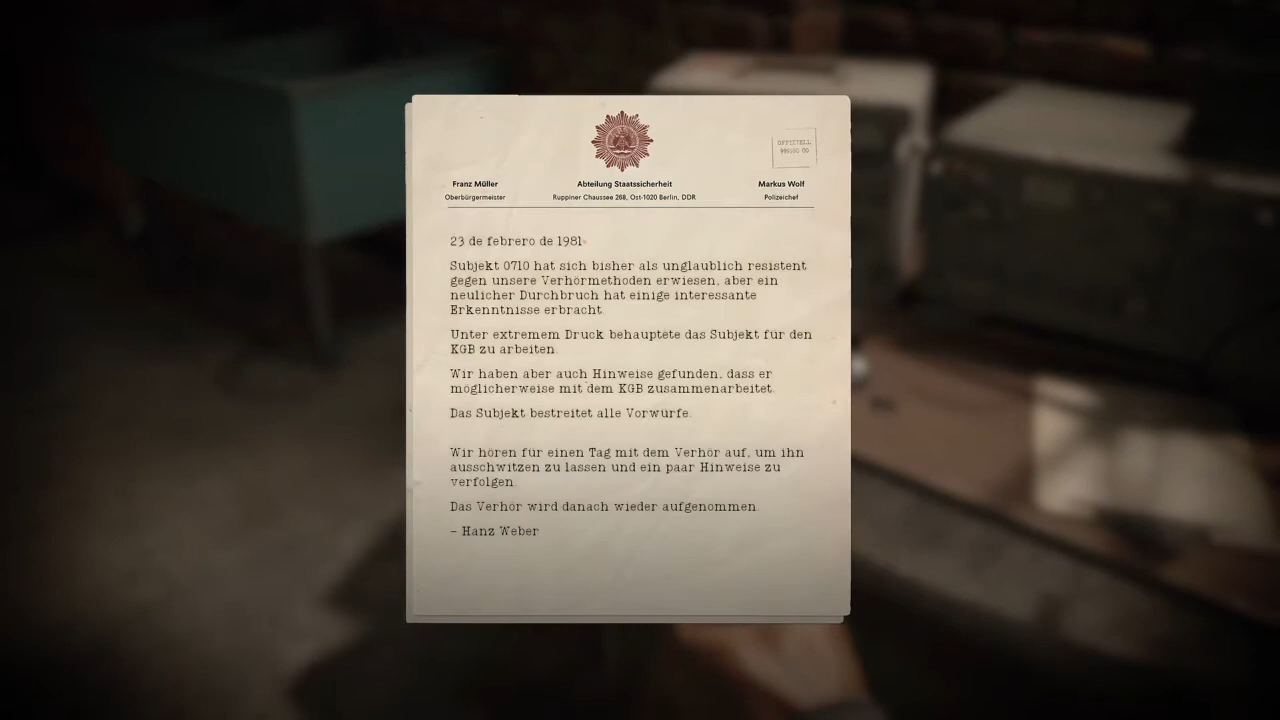 OFFIZIELL
Franz Müller
Oberbürgermeister
Abteilung Staatssicherheit
Ruppiner Chaussee 268, Ost-1020 Berlin, DDR
Markus Wolf
Polizeichef
23 de febrero de 1981
Subjekt 0710 hat sich bisher als unglaublich resistent
gegen unsere Verhörmethoden erwiesen, aber ein
neulicher Durchbruch hat einige interessante
Erkenntnisse erbracht.
Unter extremem Druck behauptete das Subjekt für den
KGB zu arbeiten.
Wir haben aber auch Hinweise gefunden, dass er
möglicherweise mit dem KGB zusammenarbeitet.
Das Subjekt bestreitet alle Vorwürfe.
Wir hören für einen Tag mit dem Verhör auf, um ihn
ausschwitzen zu lassen und ein paar Hinweise zu
verfolgen.
Das Verhör wird danach wieder aufgenommen.
– Hanz Weber